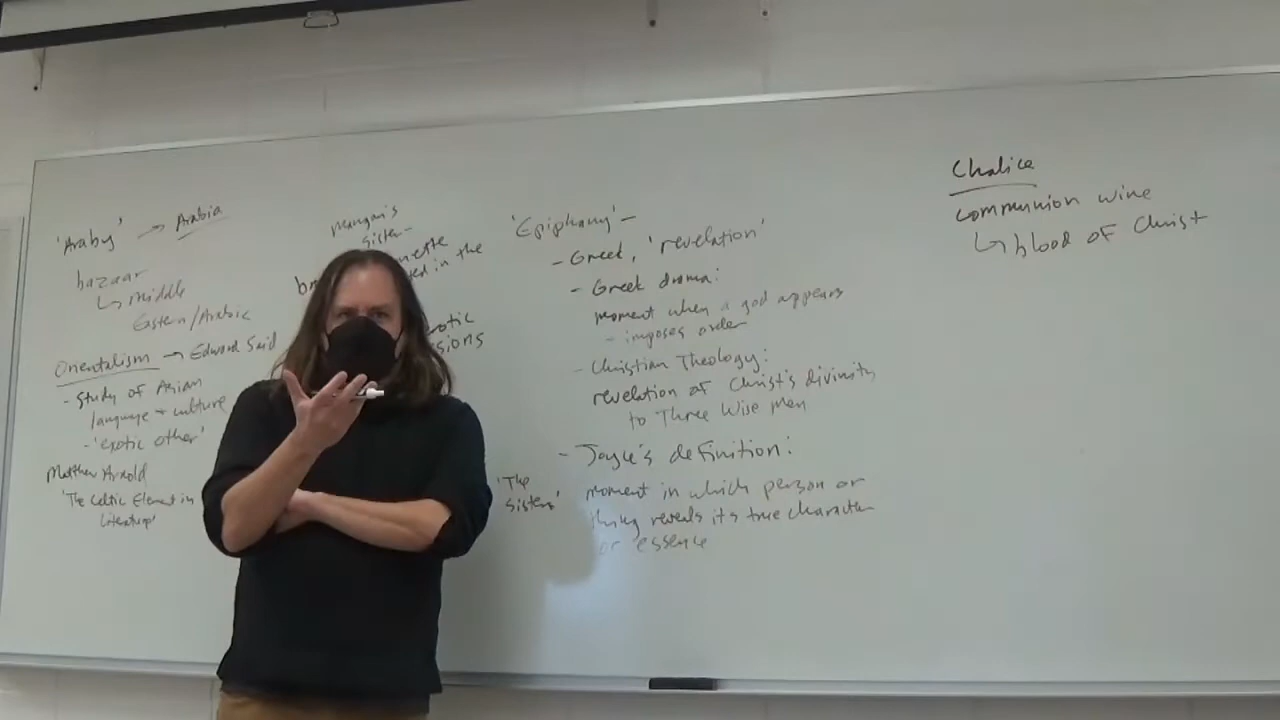 'Araby' → Arabia
bazaar
↳ Middle
Eastern/Arabic
Orientalism → Edward Said
- Study of Asian
language + culture
- 'exotic other'
Matthew Arnold
'The Celtic Element in
Literature'
Mangan's
Sister-
in the
'Epiphany' -
- Greek, 'revelation'
- Greek drama:
moment when a god appears
- imposes order
- Christian Theology:
revelation of Christ's divinity
to Three Wise Men
- Joyce's definition:
'The
Sisters'
moment in which person or
thing reveals its true character
or essence
Chalice
communion wine
↳ blood of Christ